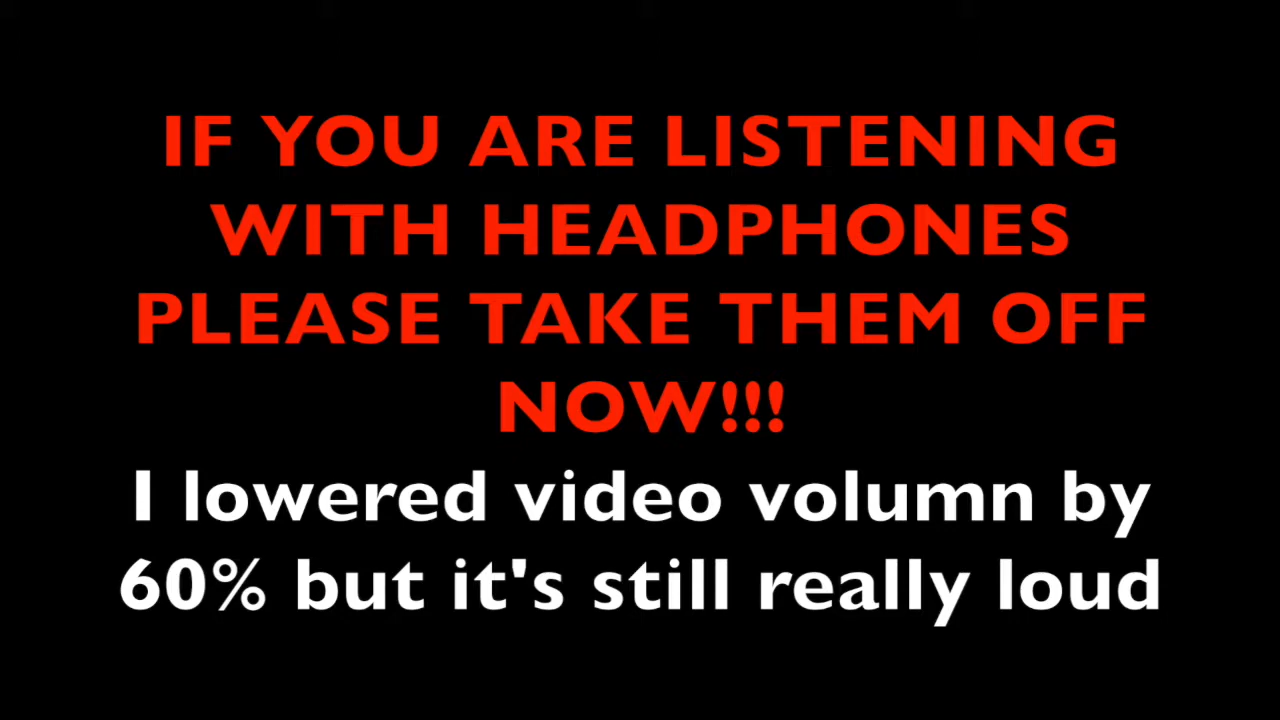 IF YOU ARE LISTENING
WITH HEADPHONES
PLEASE TAKE THEM OFF
NOW!!!
I lowered video volumn by
60% but it's still really loud